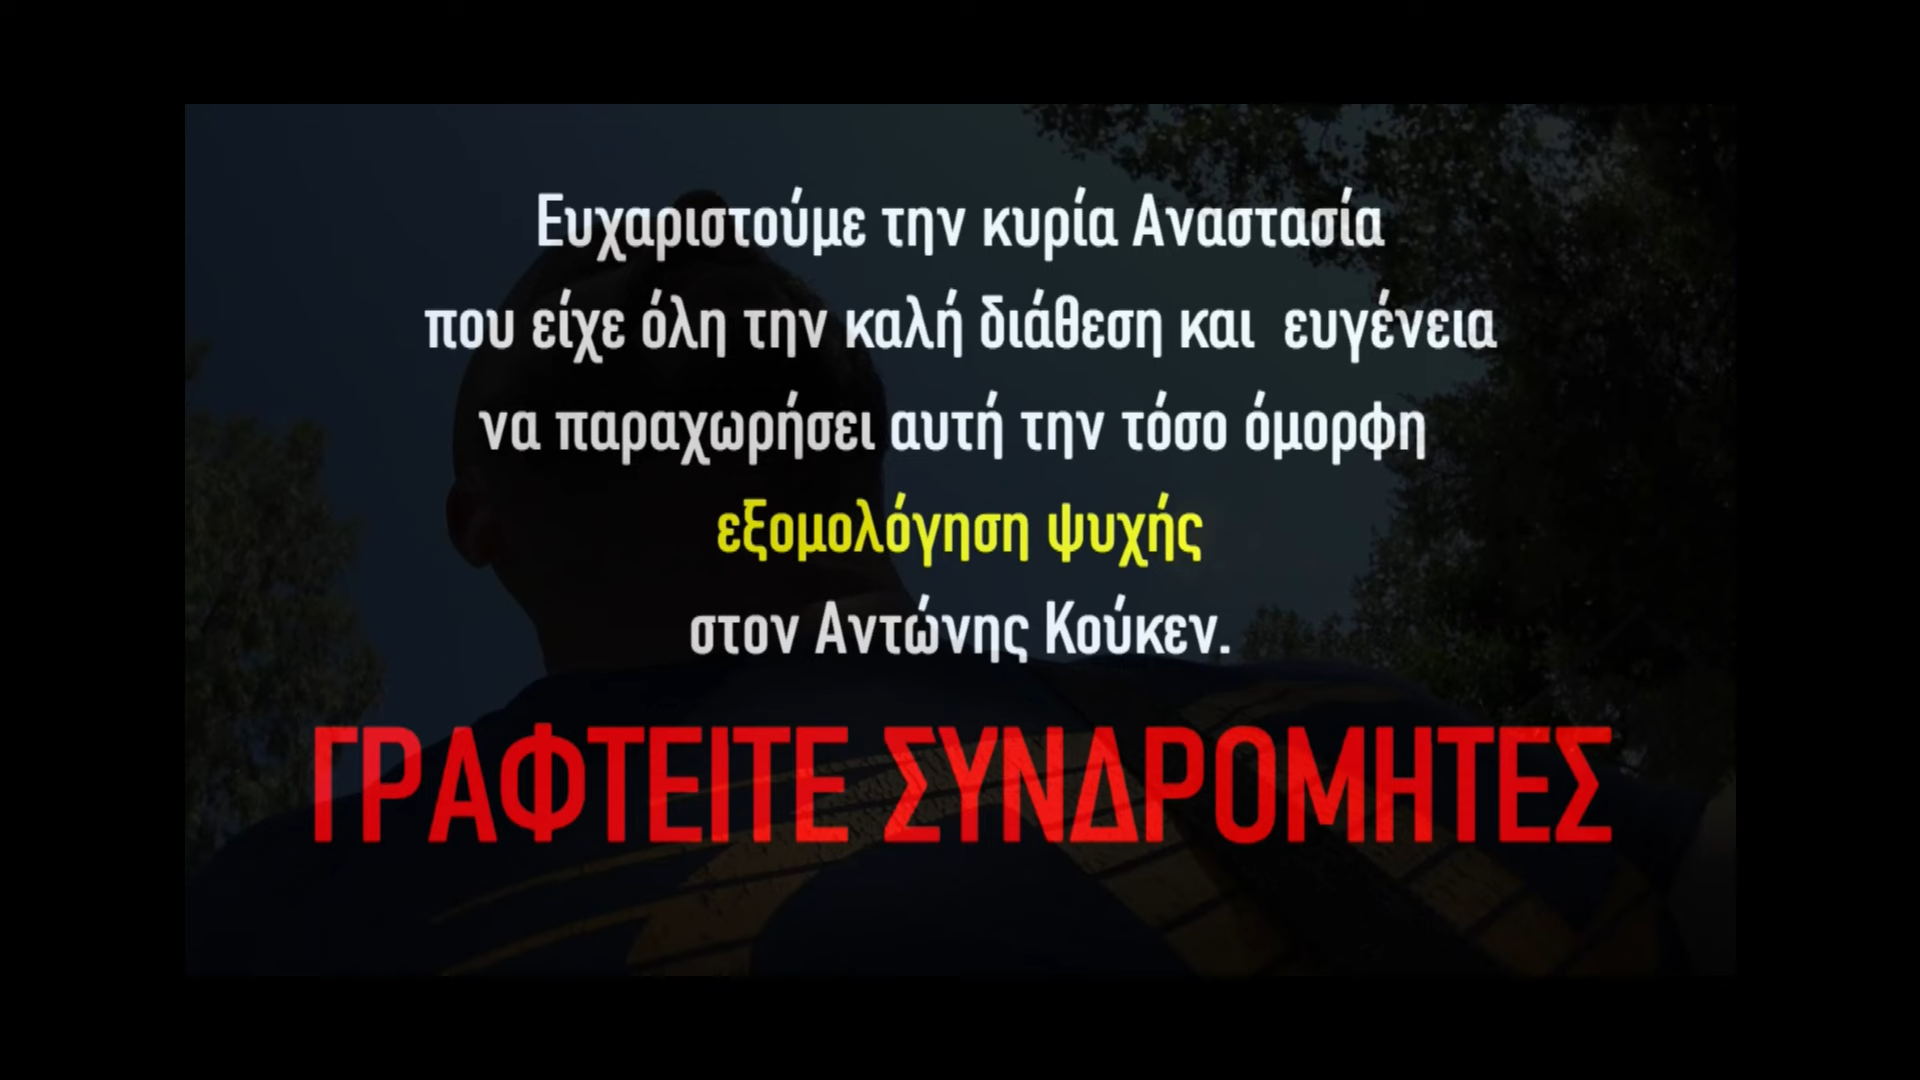 Ευχαριστούμε την κυρία Αναστασία
που είχε όλη την καλή διάθεση και ευγένεια
να παραχωρήσει αυτή την τόσο όμορφη
εξομολόγηση ψυχής
στον Αντώνης Κούκεν.
ΓΡΑΦΤΕΙΤΕ ΣΥΝΔΡΟΜΗΤΕΣ